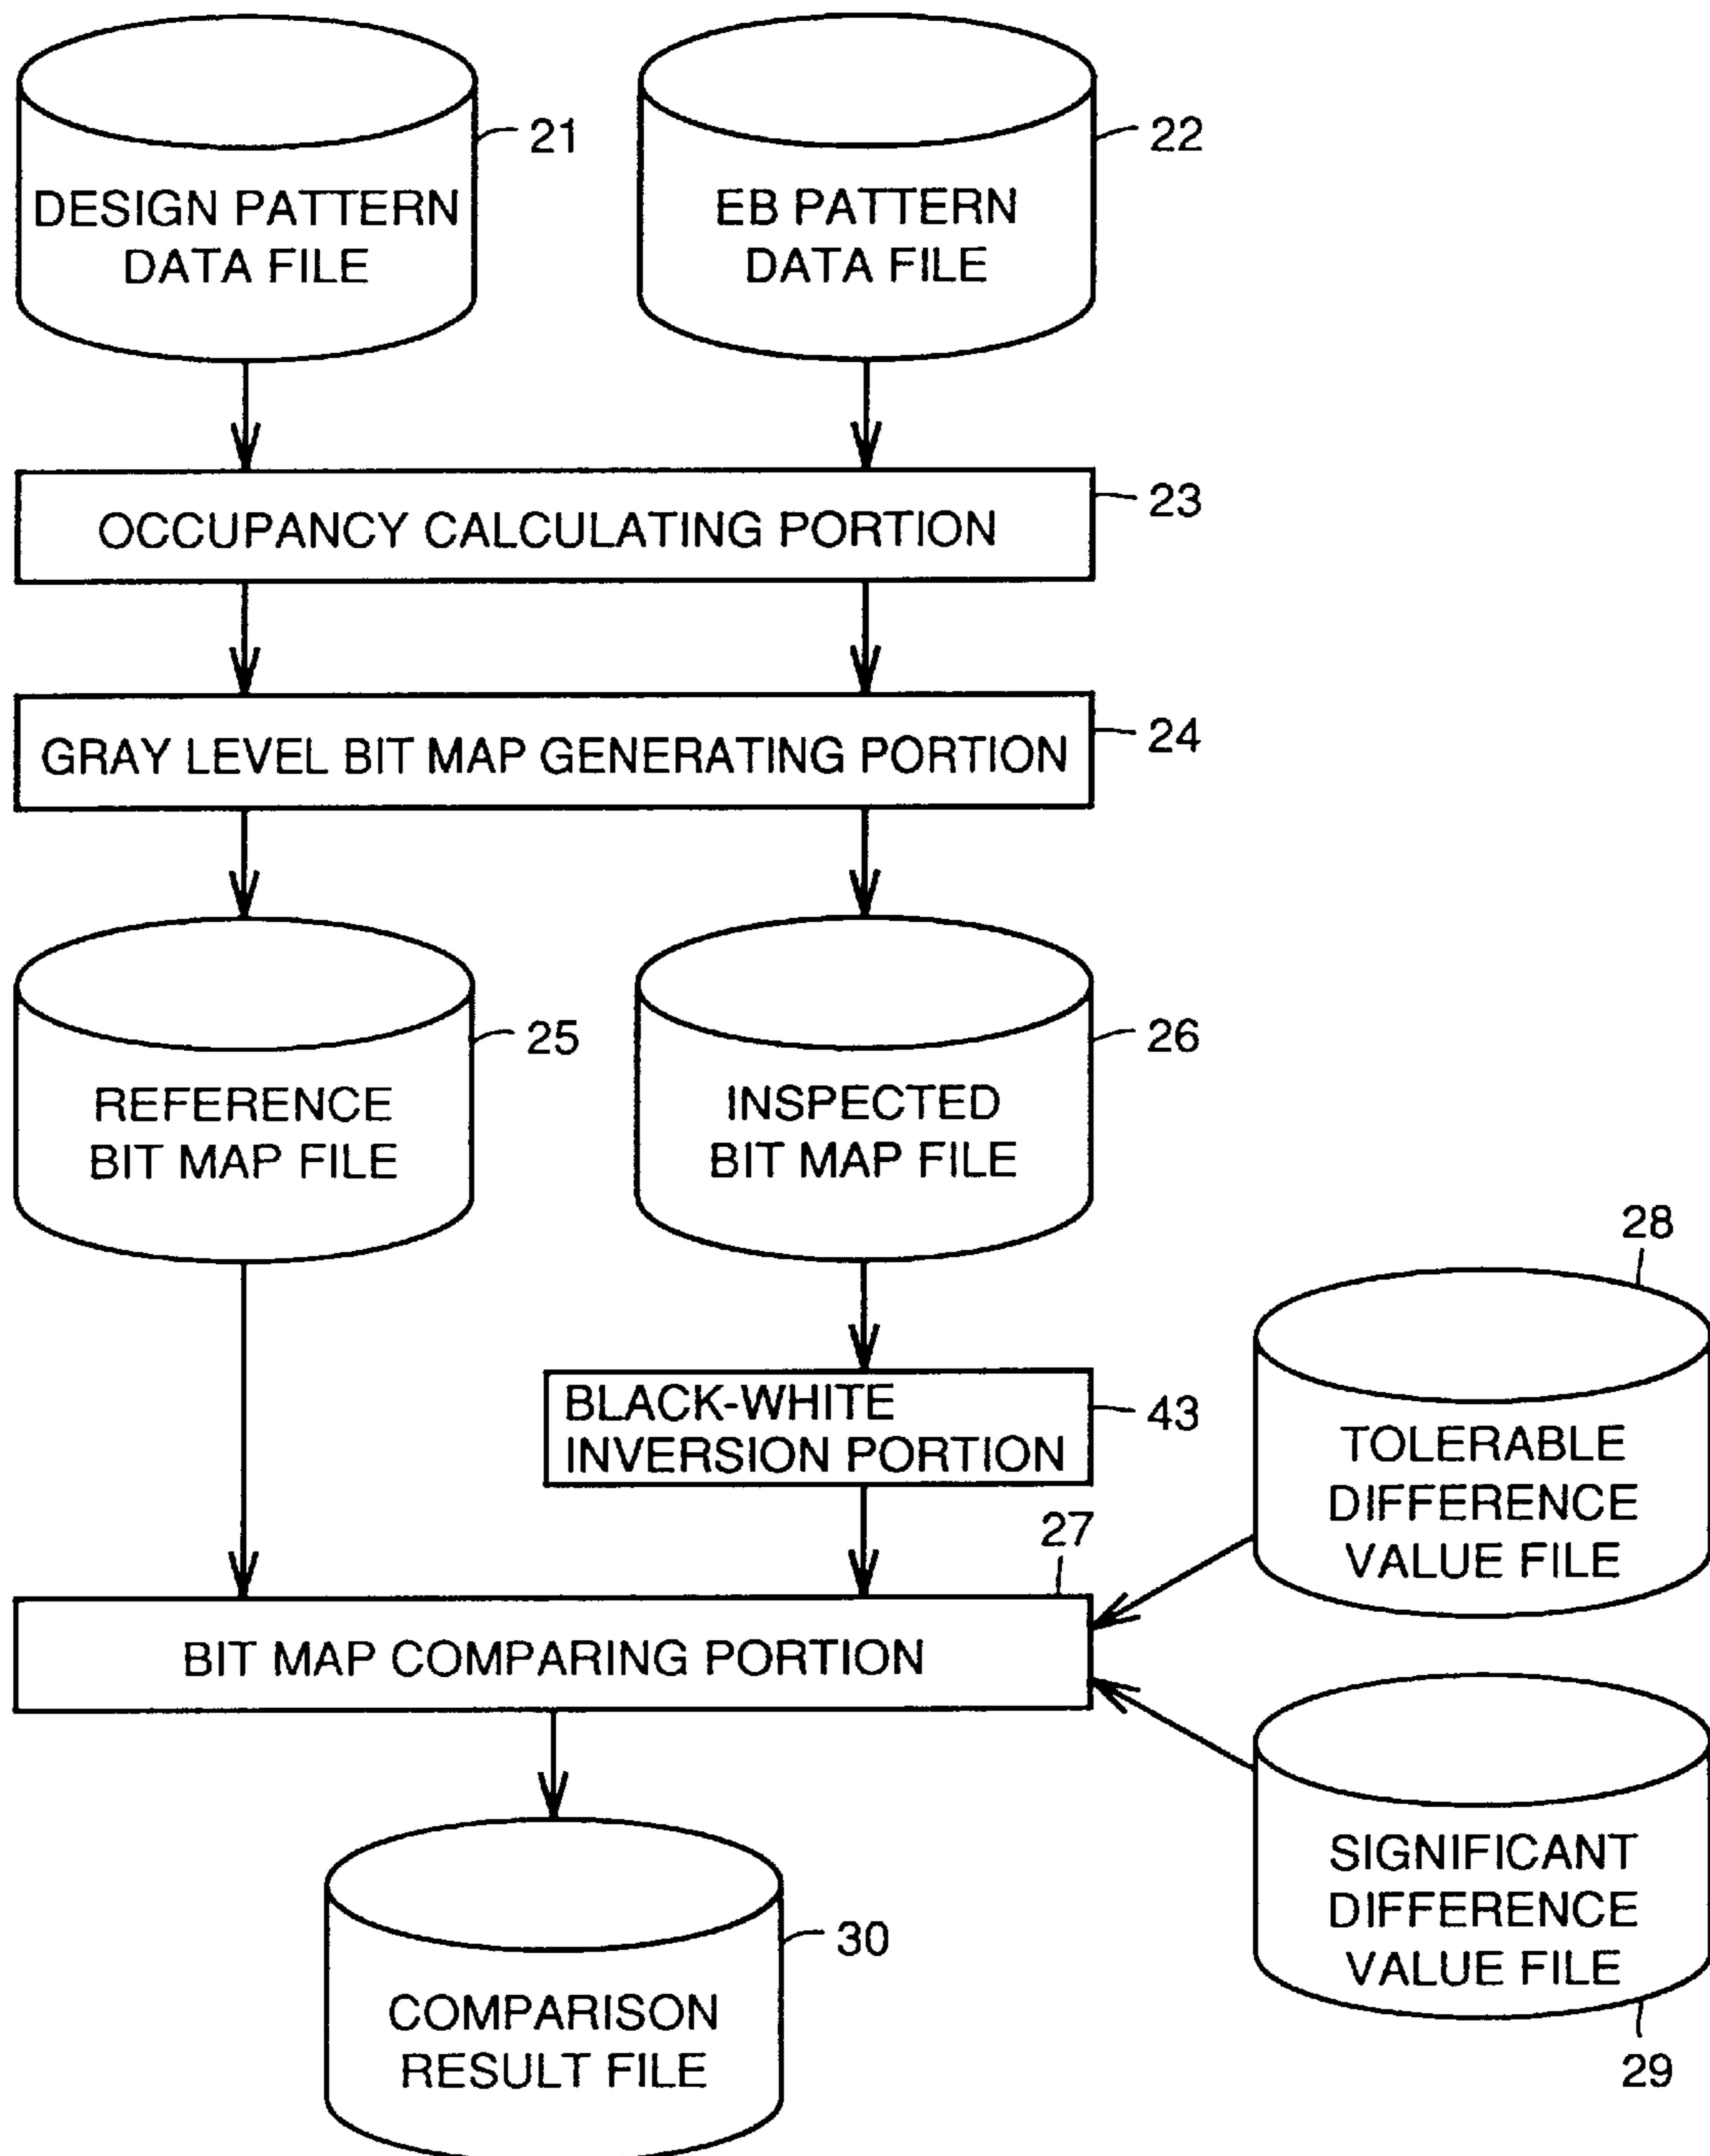 21
DESIGN PATTERN
DATA FILE
22
EB PATTERN
DATA FILE
23
OCCUPANCY CALCULATING PORTION
24
GRAY LEVEL BIT MAP GENERATING PORTION
25
REFERENCE
BIT MAP FILE
26
INSPECTED
BIT MAP FILE
BLACK-WHITE
INVERSION PORTION
43
28
TOLERABLE
DIFFERENCE
VALUE FILE
27
BIT MAP COMPARING PORTION
SIGNIFICANT
DIFFERENCE
VALUE FILE
29
30
COMPARISON
RESULT FILE